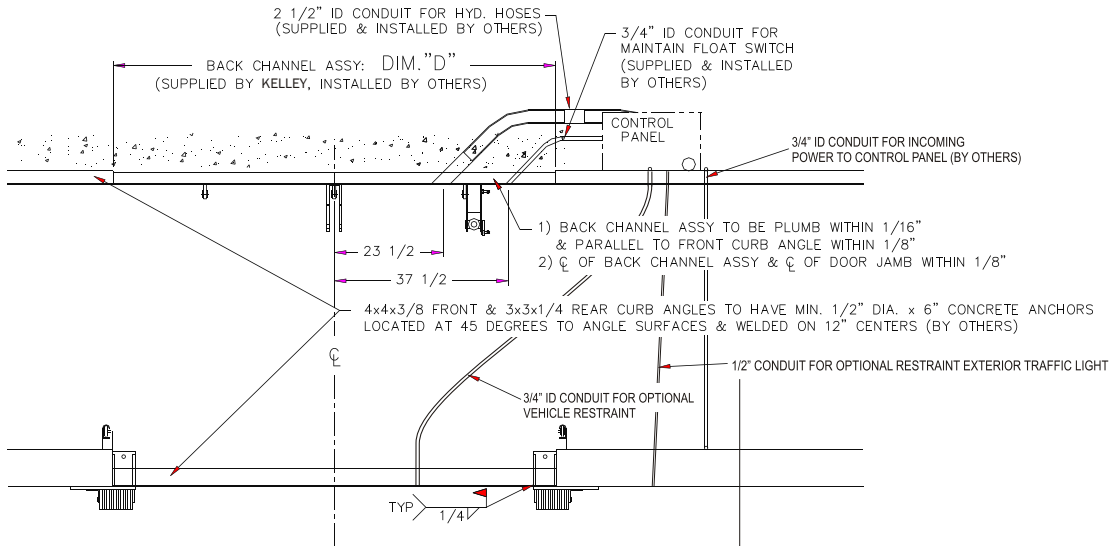 2 1/2" ID CONDUIT FOR HYD. HOSES
(SUPPLIED & INSTALLED BY OTHERS)
3/4" ID CONDUIT FOR
MAINTAIN FLOAT SWITCH
(SUPPLIED & INSTALLED
BY OTHERS)
BACK CHANNEL ASSY: DIM."D"
(SUPPLIED BY KELLEY, INSTALLED BY OTHERS)
CONTROL
PANEL
3/4" ID CONDUIT FOR INCOMING
POWER TO CONTROL PANEL (BY OTHERS)
1) BACK CHANNEL ASSY TO BE PLUMB WITHIN 1/16"
& PARALLEL TO FRONT CURB ANGLE WITHIN 1/8"
2) ℄ OF BACK CHANNEL ASSY & ℄ OF DOOR JAMB WITHIN 1/8"
23 1/2
37 1/2
4x4x3/8 FRONT & 3x3x1/4 REAR CURB ANGLES TO HAVE MIN. 1/2" DIA. x 6" CONCRETE ANCHORS
LOCATED AT 45 DEGREES TO ANGLE SURFACES & WELDED ON 12" CENTERS (BY OTHERS)
℄
1/2" CONDUIT FOR OPTIONAL RESTRAINT EXTERIOR TRAFFIC LIGHT
3/4" ID CONDUIT FOR OPTIONAL
VEHICLE RESTRAINT
TYP
1/4